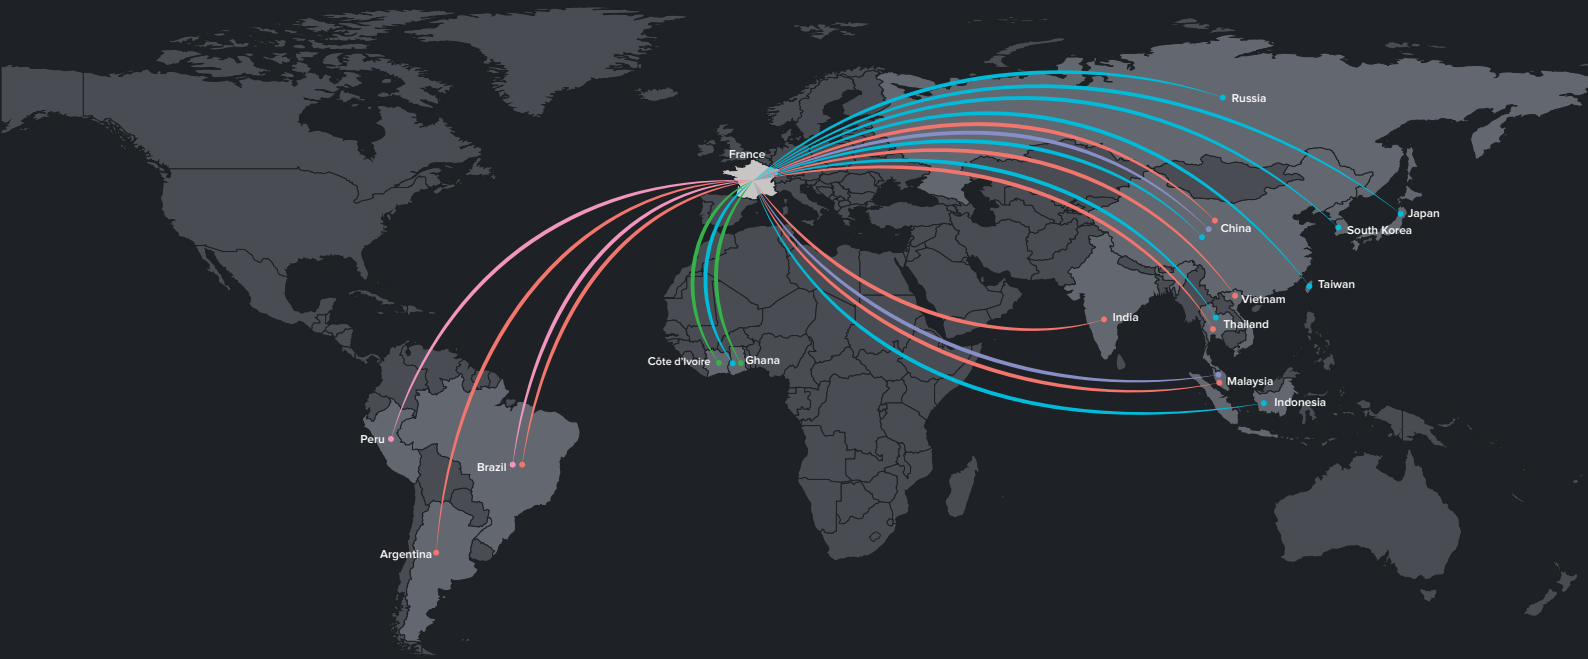 Russia
France
Japan
China
South Korea
Taiwan
Vietnam
India
Thailand
Côte d'Ivoire
Ghana
Malaysia
Indonesia
Peru
Brazil
Argentina